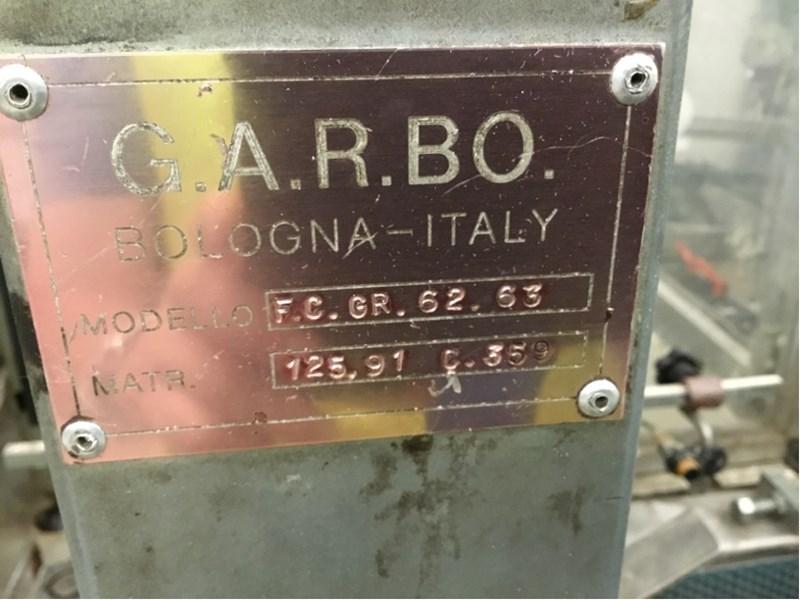 G.A.R.BO.
BOLOGNA-ITALY
MODELLO F.C.GR.62.63
MATR. 125.91 C.359